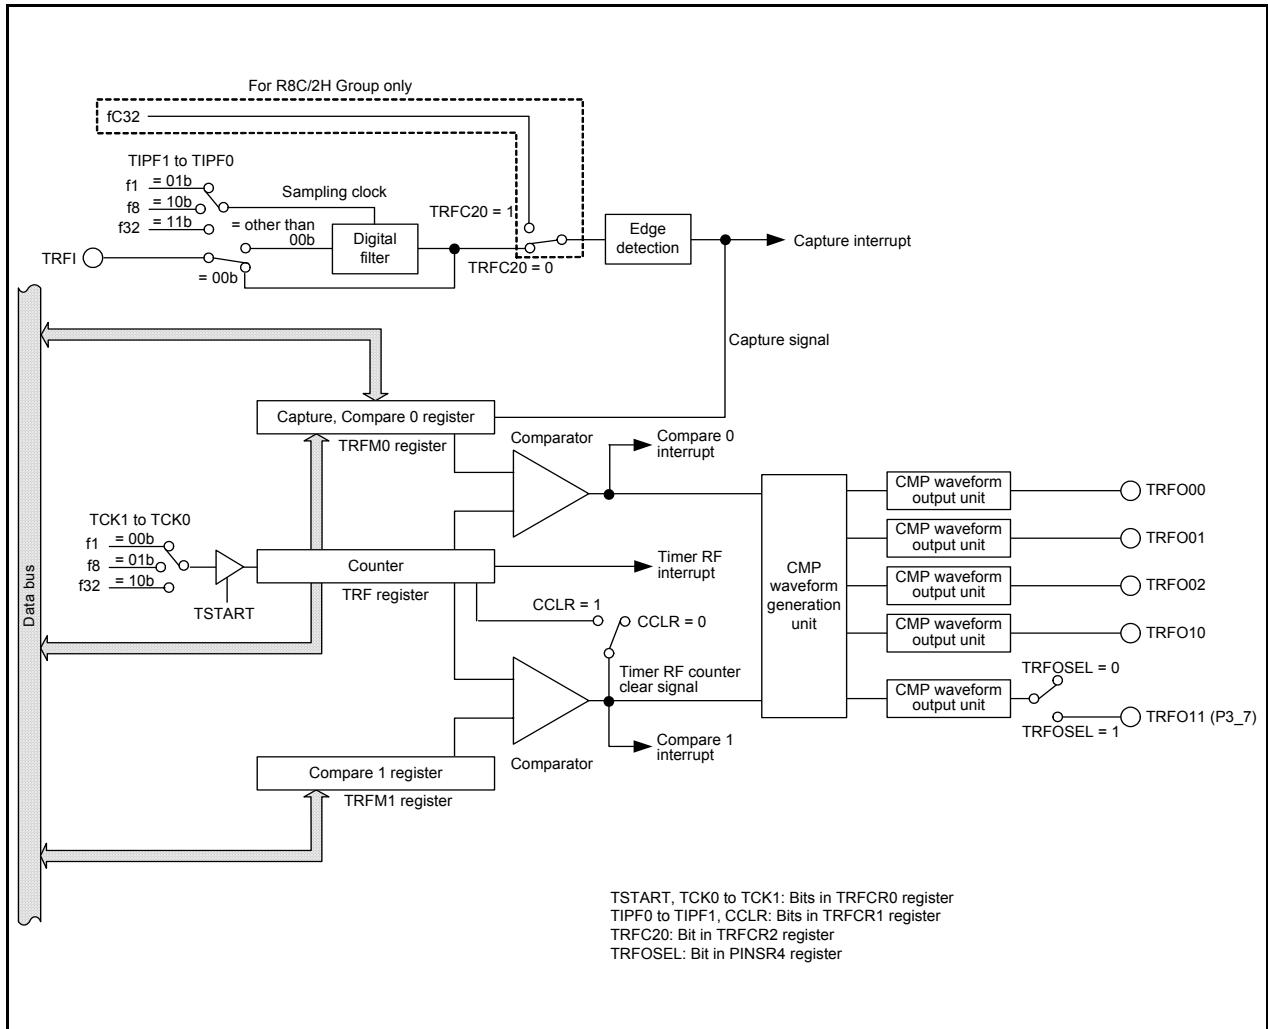 For R8C/2H Group only
fC32
TIPF1 to TIPF0
f1 = 01b
f8 = 10b
f32 = 11b
Sampling clock
= other than
00b
TRFI
= 00b
Digital
filter
TRFC20 = 1
TRFC20 = 0
Edge
detection
Capture interrupt
Capture signal
Data bus
Capture, Compare 0 register
TRFM0 register
Comparator
Compare 0
interrupt
TCK1 to TCK0
f1 = 00b
f8 = 01b
f32 = 10b
TSTART
Counter
TRF register
Timer RF
interrupt
CCLR = 1
CCLR = 0
Timer RF counter
clear signal
Compare 1
interrupt
Comparator
Compare 1 register
TRFM1 register
CMP
waveform
generation
unit
CMP waveform
output unit
TRFO00
CMP waveform
output unit
TRFO01
CMP waveform
output unit
TRFO02
CMP waveform
output unit
TRFO10
CMP waveform
output unit
TRFOSEL = 0
TRFOSEL = 1
TRFO11 (P3_7)
TSTART, TCK0 to TCK1: Bits in TRFCR0 register
TIPF0 to TIPF1, CCLR: Bits in TRFCR1 register
TRFC20: Bit in TRFCR2 register
TRFOSEL: Bit in PINSR4 register